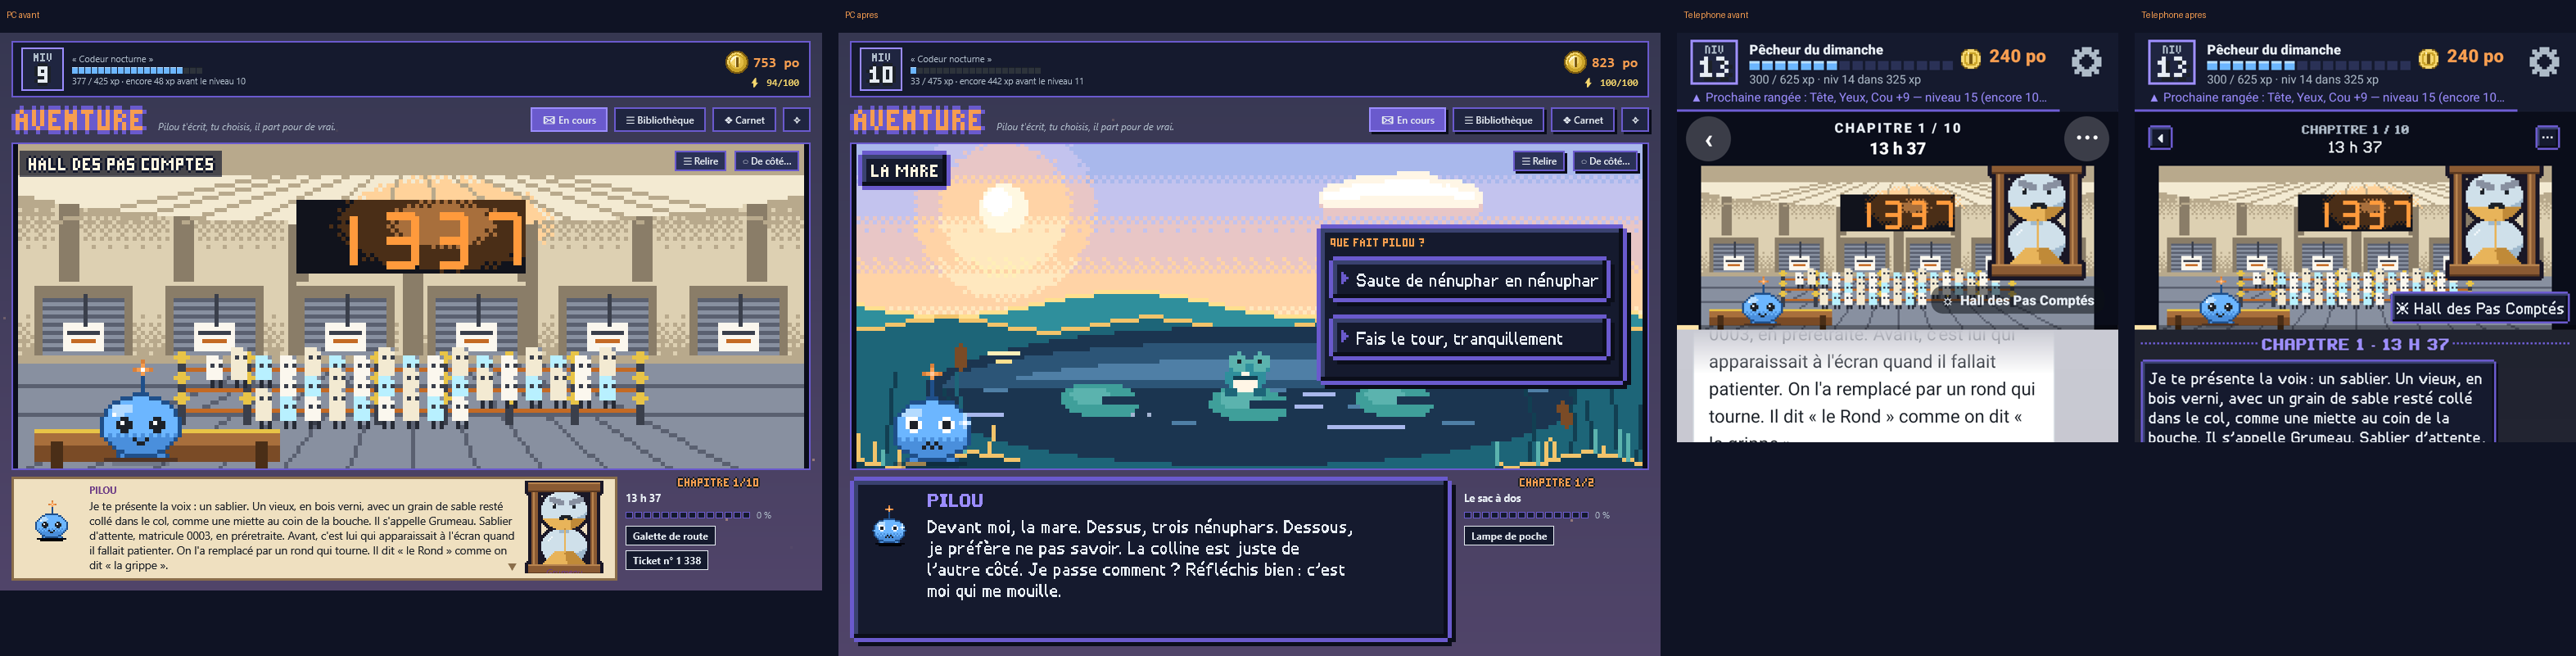 PC avant
NIV
9
« Codeur nocturne »
377 / 425 xp · encore 48 xp avant le niveau 10
753 po
94/100
AVENTURE
Pilou t'écrit, tu choisis, il part pour de vrai.
En cours
Bibliothèque
Carnet
HALL DES PAS COMPTES
Relire
De côté...
1337
PILOU
Je te présente la voix : un sablier. Un vieux, en bois verni, avec un grain de sable resté
collé dans le col, comme une miette au coin de la bouche. Il s'appelle Grumeau. Sablier
d'attente, matricule 0003, en préretraite. Avant, c'est lui qui apparaissait à l'écran quand
il fallait patienter. On l'a remplacé par un rond qui tourne. Il dit « le Rond » comme on
dit « la grippe ».
CHAPITRE 1/10
13 h 37
0 %
Galette de route
Ticket n° 1 338
PC apres
NIV
10
« Codeur nocturne »
33 / 475 xp · encore 442 xp avant le niveau 11
823 po
100/100
AVENTURE
Pilou t'écrit, tu choisis, il part pour de vrai.
En cours
Bibliothèque
Carnet
LA MARE
Relire
De côté...
QUE FAIT PILOU ?
Saute de nénuphar en nénuphar
Fais le tour, tranquillement
PILOU
Devant moi, la mare. Dessus, trois nénuphars. Dessous,
je préfère ne pas savoir. La colline est juste de
l'autre côté. Je passe comment ? Réfléchis bien : c'est
moi qui me mouille.
CHAPITRE 1/2
Le sac à dos
0 %
Lampe de poche
Telephone avant
NIV
13
Pêcheur du dimanche
300 / 625 xp · niv 14 dans 325 xp
240 po
▲ Prochaine rangée : Tête, Yeux, Cou +9 — niveau 15 (encore 10...
CHAPITRE 1 / 10
13 h 37
1337
Hall des Pas Comptés
0003, en préretraite. Avant, c'est lui qui
apparaissait à l'écran quand il fallait
patienter. On l'a remplacé par un rond qui
tourne. Il dit « le Rond » comme on dit «
la grippe »
Telephone apres
NIV
13
Pêcheur du dimanche
300 / 625 xp · niv 14 dans 325 xp
240 po
▲ Prochaine rangée : Tête, Yeux, Cou +9 — niveau 15 (encore 10...
CHAPITRE 1 / 10
13 h 37
1337
Hall des Pas Comptés
CHAPITRE 1 - 13 H 37
Je te présente la voix : un sablier. Un vieux, en
bois verni, avec un grain de sable resté collé
dans le col, comme une miette au coin de la
bouche. Il s'appelle Grumeau. Sablier d'attente,